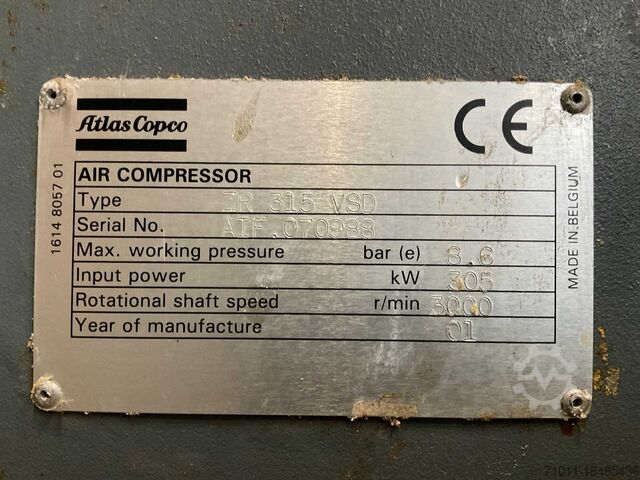 Atlas Copco
CE
AIR COMPRESSOR
Type ZR 315 VSD
Serial No. AIF.070988
Max. working pressure bar (e) 8.6
Input power kW 305
Rotational shaft speed r/min 3000
Year of manufacture 01
1614 8057 01
MADE IN BELGIUM
71011-18485436